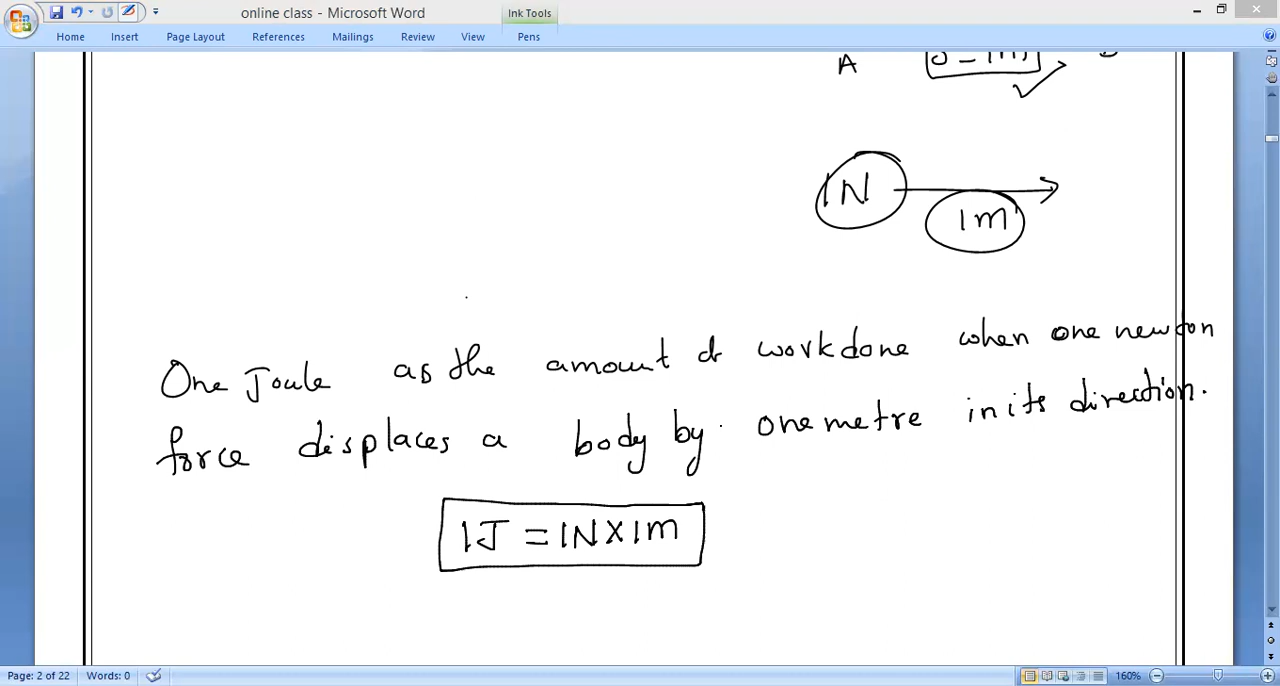 online class - Microsoft Word
Ink Tools
Home Insert Page Layout References Mailings Review View Pens
A
1N
1m
One Joule as the amount of workdone when one newton
force displaces a body by one metre in its direction.
1J = 1N X 1m
Page: 2 of 22 Words: 0 160%